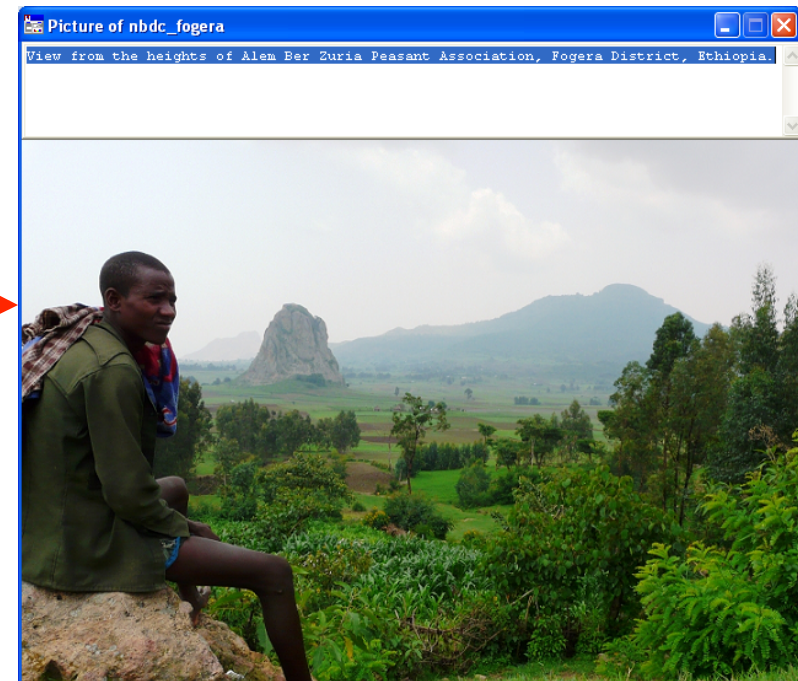 Picture of nbdc_fogera
View from the heights of Alem Ber Zuria Peasant Association, Fogera District, Ethiopia.